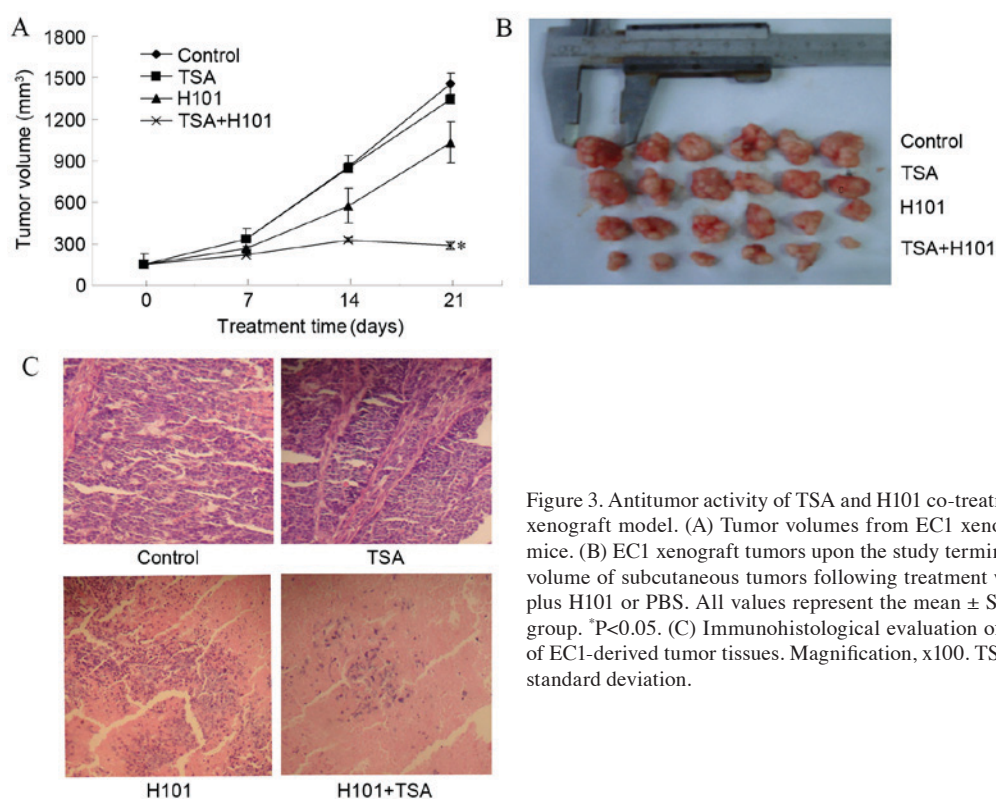 A
1800
1500
1200
900
600
300
0
Tumor volume (mm³)
Control
TSA
H101
TSA+H101
*
0 7 14 21
Treatment time (days)
B
Control
TSA
H101
TSA+H101
C
Control TSA
H101 H101+TSA
Figure 3. Antitumor activity of TSA and H101 co-treat
xenograft model. (A) Tumor volumes from EC1 xeno
mice. (B) EC1 xenograft tumors upon the study termin
volume of subcutaneous tumors following treatment
plus H101 or PBS. All values represent the mean ± S
group. *P<0.05. (C) Immunohistological evaluation o
of EC1-derived tumor tissues. Magnification, x100. TS
standard deviation.